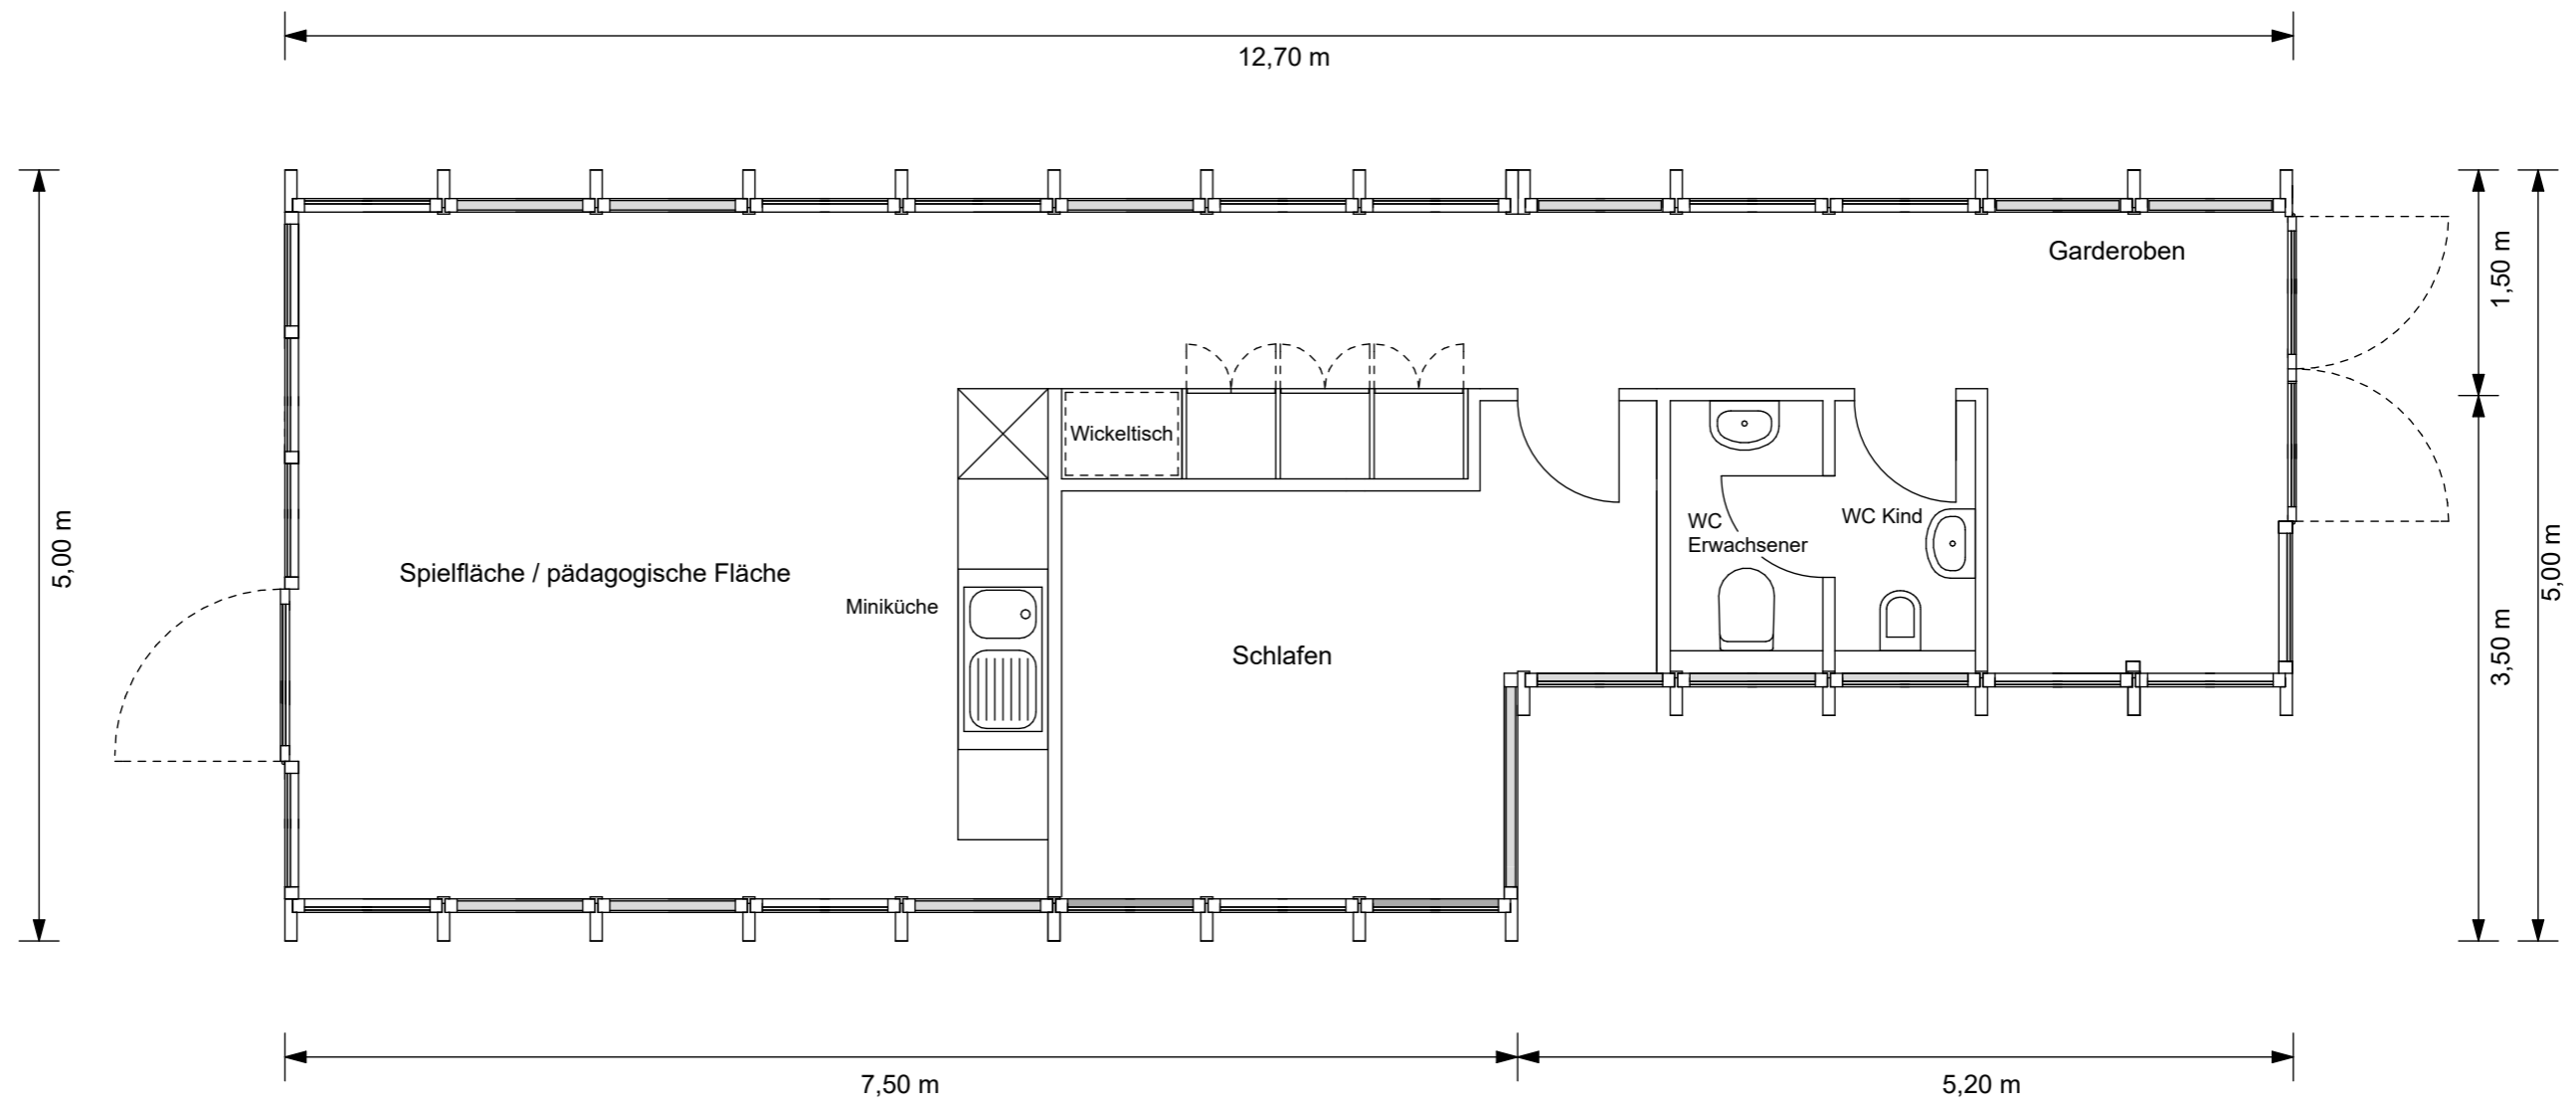 12,70 m
Garderoben
1,50 m
Wickeltisch
5,00 m
WC
Erwachsener
WC Kind
5,00 m
Spielfläche / pädagogische Fläche
Miniküche
Schlafen
3,50 m
7,50 m
5,20 m